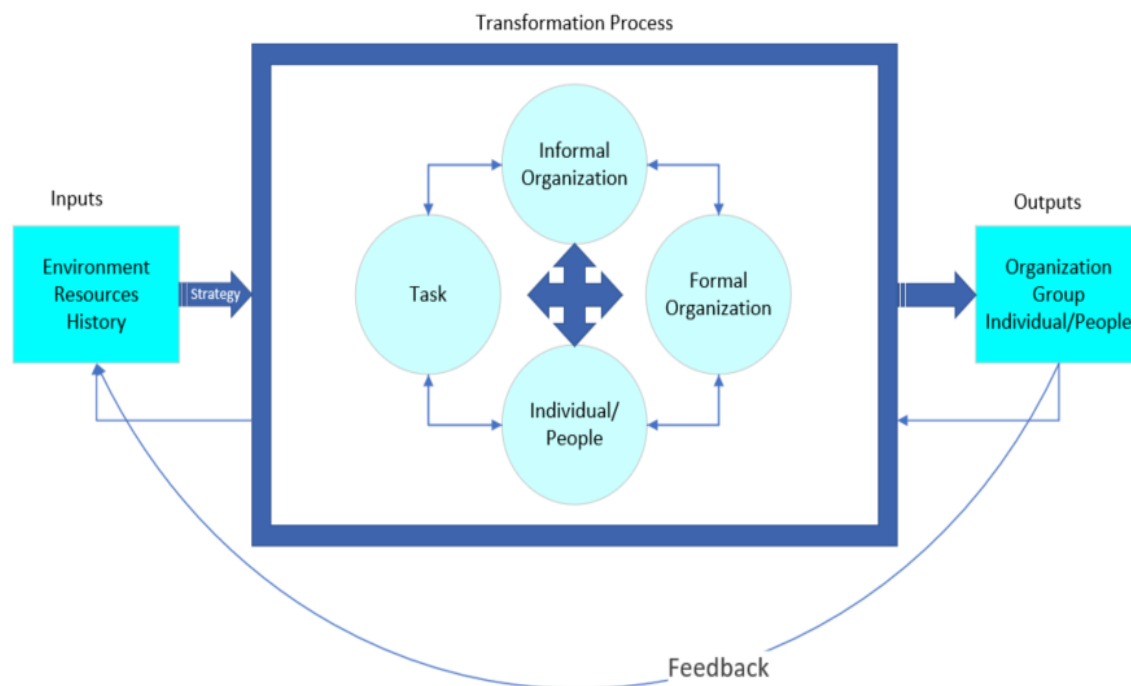 Transformation Process
Inputs
Environment
Resources
History
Strategy
Informal
Organization
Task
Formal
Organization
Individual/
People
Outputs
Organization
Group
Individual/People
Feedback